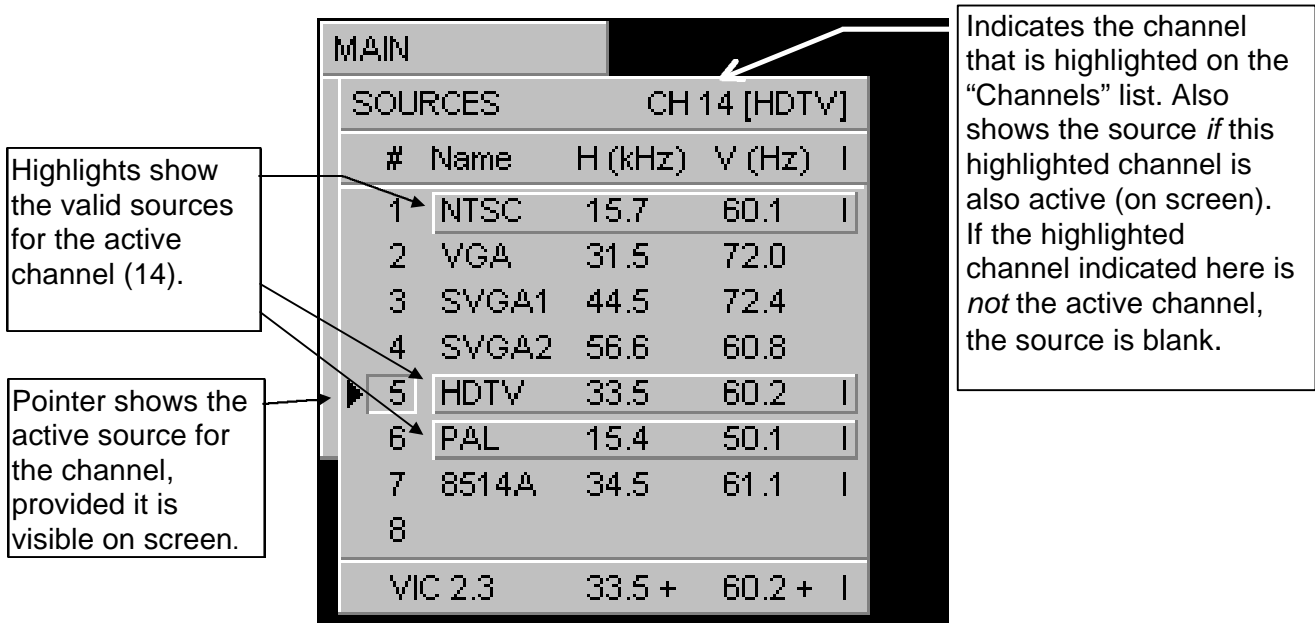 MAIN
SOURCES CH 14 [HDTV]
# Name H (kHz) V (Hz) I
1 NTSC 15.7 60.1 I
2 VGA 31.5 72.0
3 SVGA1 44.5 72.4
4 SVGA2 56.6 60.8
5 HDTV 33.5 60.2 I
6 PAL 15.4 50.1 I
7 8514A 34.5 61.1 I
8
VIC 2.3 33.5 + 60.2 + I
Highlights show
the valid sources
for the active
channel (14).
Pointer shows the
active source for
the channel,
provided it is
visible on screen.
Indicates the channel
that is highlighted on the
“Channels” list. Also
shows the source if this
highlighted channel is
also active (on screen).
If the highlighted
channel indicated here is
not the active channel,
the source is blank.